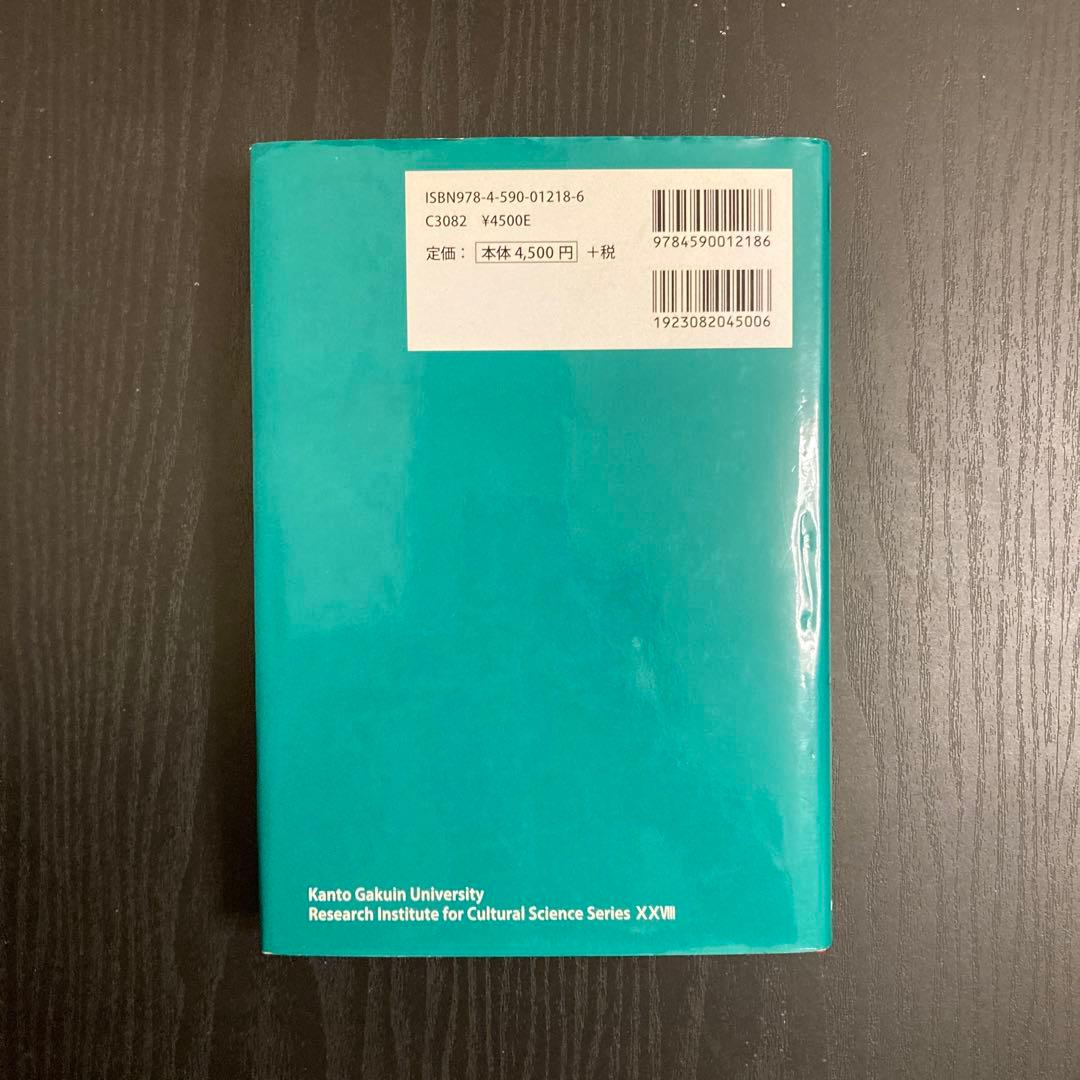 ISBN978-4-590-01218-6
C3082 ¥4500E
定価： 本体 4,500 円 ＋税
9784590012186
1923082045006
Kanto Gakuin University
Research Institute for Cultural Science Series ⅩⅩⅧ